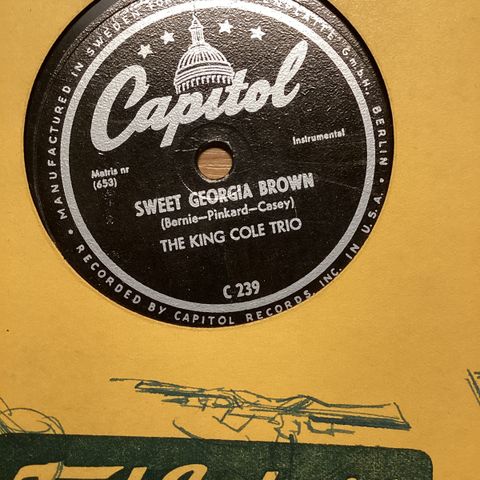 MANUFACTURED IN SWEDEN FOR
G.m.b.H. BERLIN
Capitol
Instrumental
Matris nr
(653)
SWEET GEORGIA BROWN
(Bernie—Pinkard—Casey)
THE KING COLE TRIO
C 239
RECORDED BY CAPITOL RECORDS, INC. IN U.S.A.